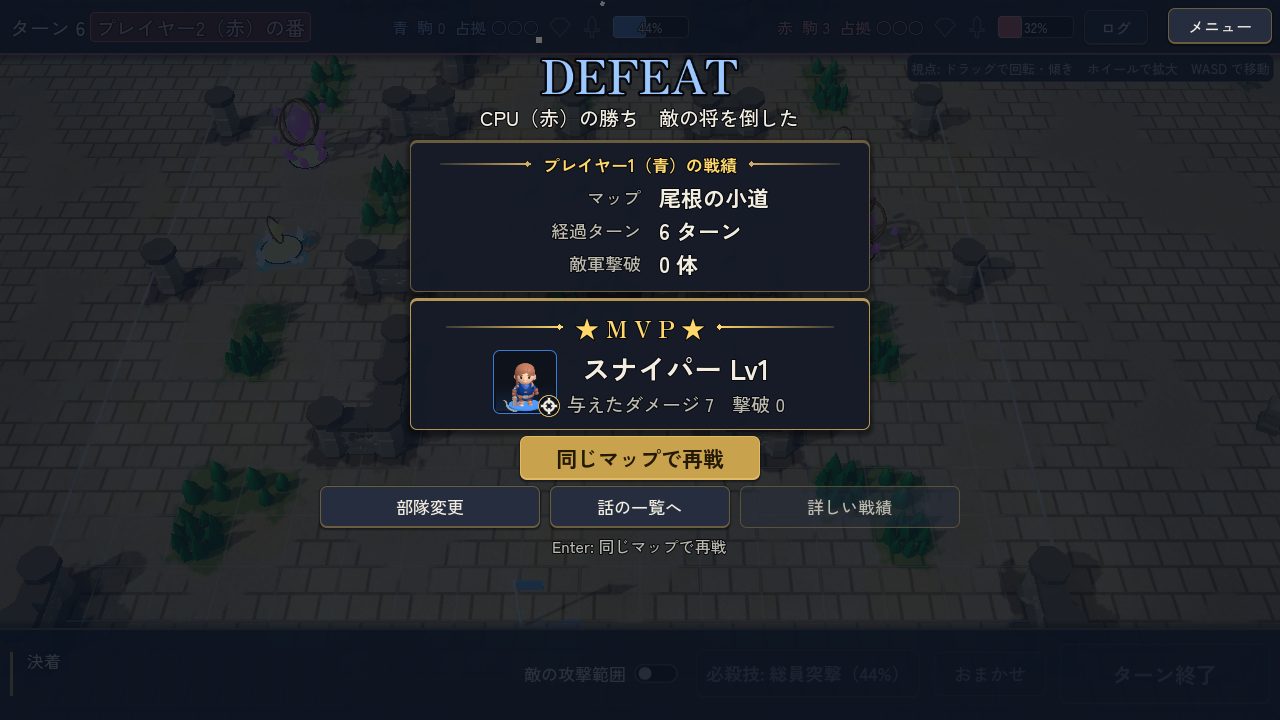 ターン 6 プレイヤー2（赤）の番 青 駒 0 占拠 〇〇〇 44% 赤 駒 3 占拠 〇〇〇 32% ログ メニュー
視点: ドラッグで回転・傾き ホイールで拡大 WASD で移動
DEFEAT
CPU（赤）の勝ち 敵の将を倒した
プレイヤー1（青）の戦績
マップ 尾根の小道
経過ターン 6 ターン
敵軍撃破 0 体
★ MVP ★
スナイパー Lv1
与えたダメージ 7 撃破 0
同じマップで再戦
部隊変更 話の一覧へ 詳しい戦績
Enter: 同じマップで再戦
決着
敵の攻撃範囲 必殺技: 総員突撃（44%） おまかせ ターン終了